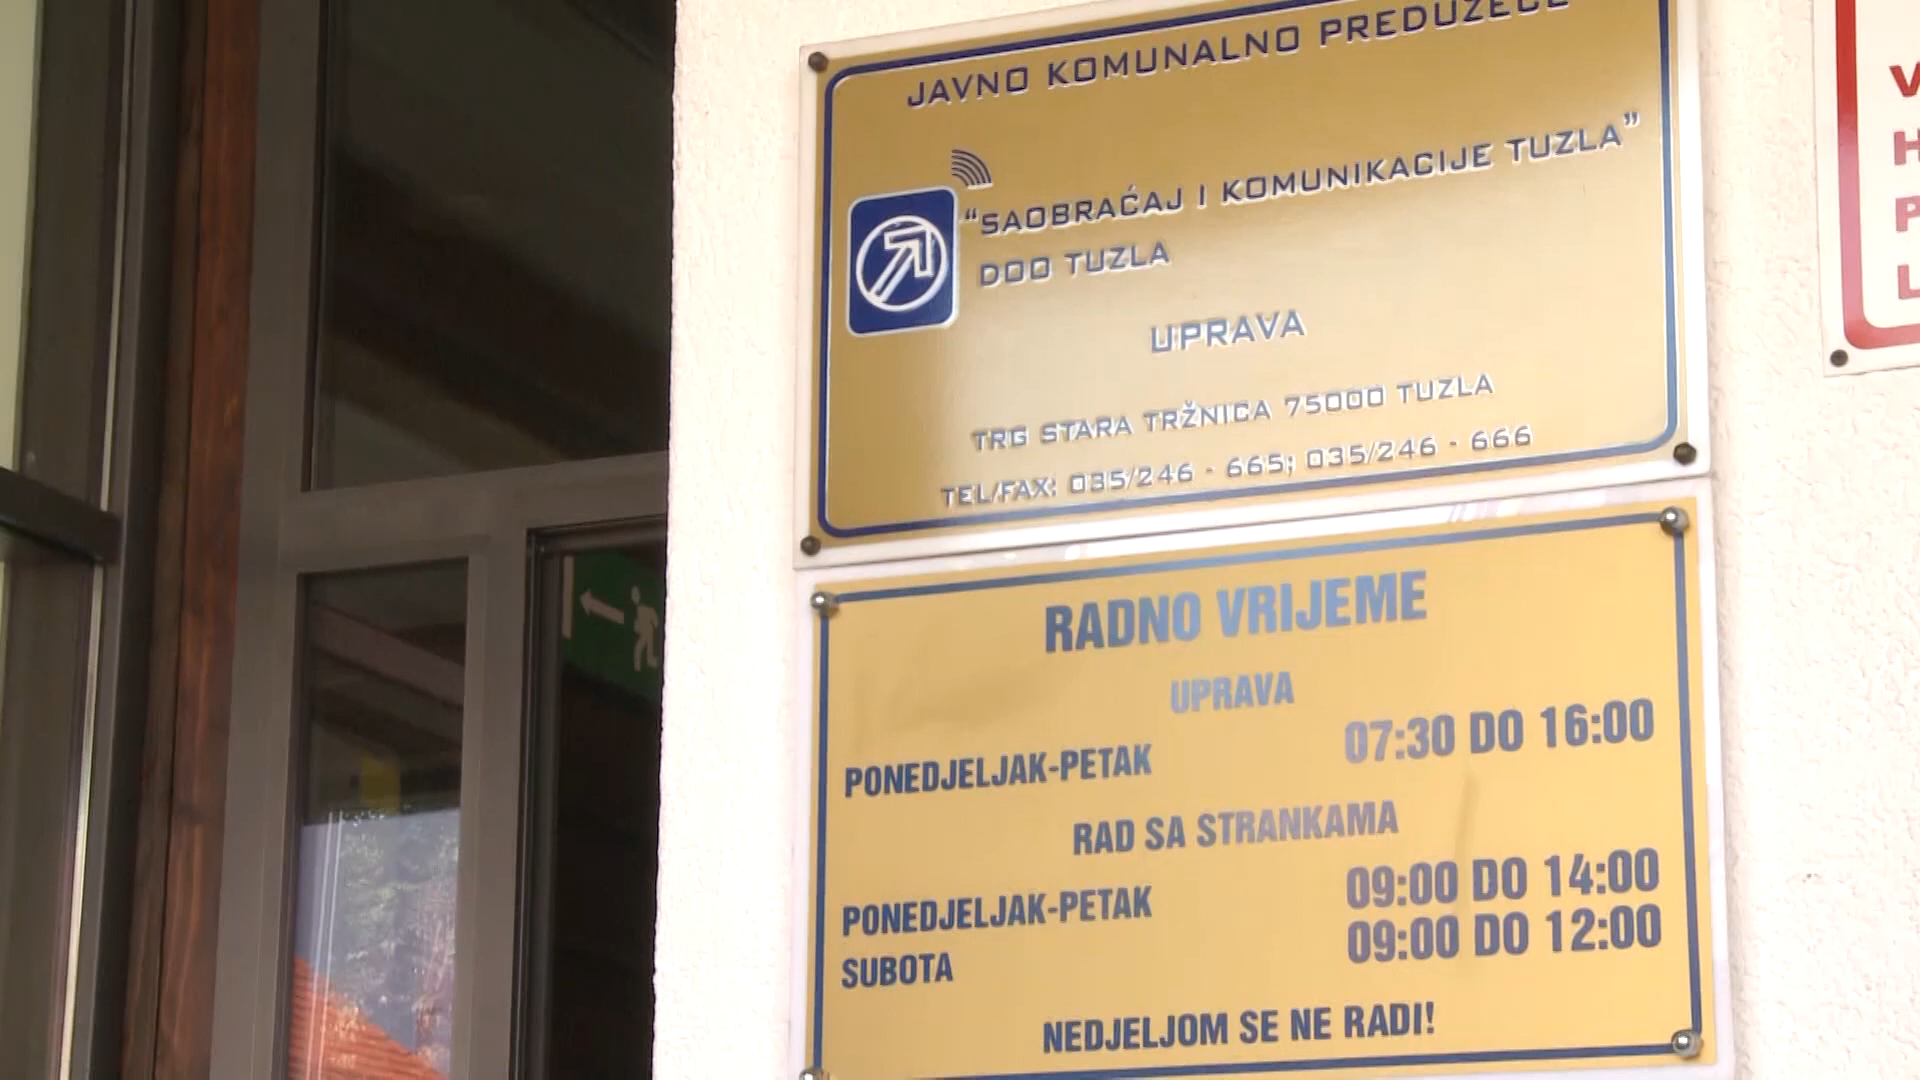 JAVNO KOMUNALNO PREDUZEĆE
“SAOBRAĆAJ I KOMUNIKACIJE TUZLA”
DOO TUZLA
UPRAVA
TRG STARA TRŽNICA 75000 TUZLA
TEL/FAX: 035/246 - 665; 035/246 - 666
RADNO VRIJEME
UPRAVA
PONEDJELJAK-PETAK 07:30 DO 16:00
RAD SA STRANKAMA
PONEDJELJAK-PETAK 09:00 DO 14:00
SUBOTA 09:00 DO 12:00
NEDJELJOM SE NE RADI!